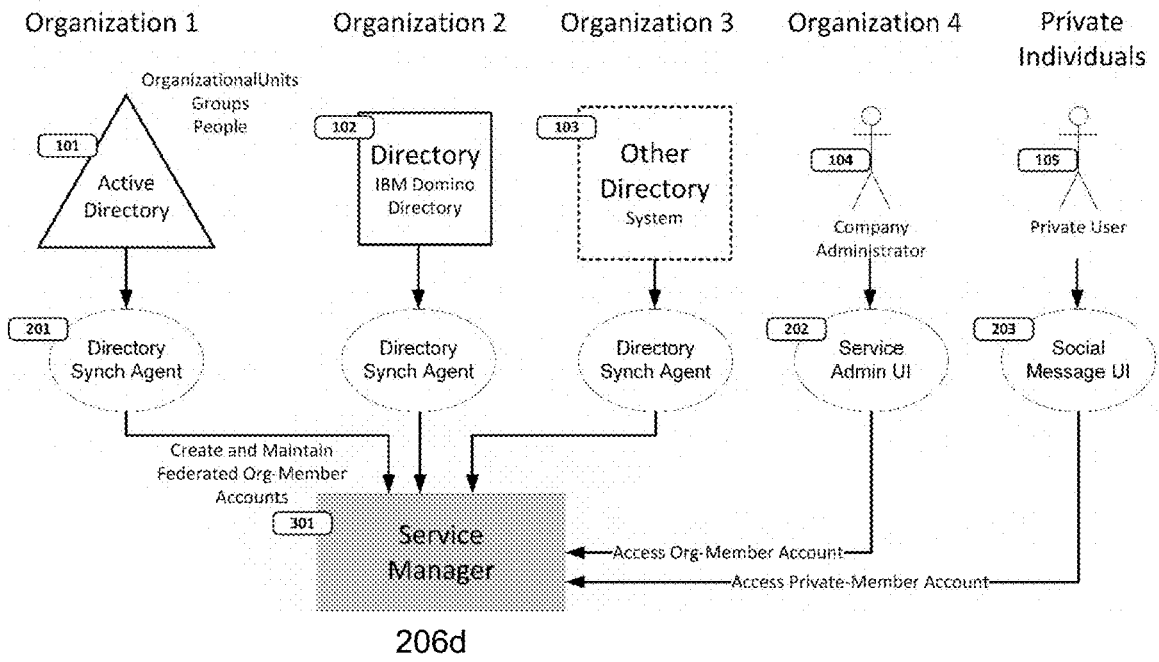 Organization 1
Organization 2
Organization 3
Organization 4
Private
Individuals
OrganizationalUnits
Groups
People
101
Active
Directory
102
Directory
IBM Domino
Directory
103
Other
Directory
System
104
Company
Administrator
105
Private User
201
Directory
Synch Agent
Directory
Synch Agent
Directory
Synch Agent
202
Service
Admin UI
203
Social
Message UI
Create and Maintain
Federated Org-Member
Accounts
301
Service
Manager
Access Org-Member Account
Access Private-Member Account
206d